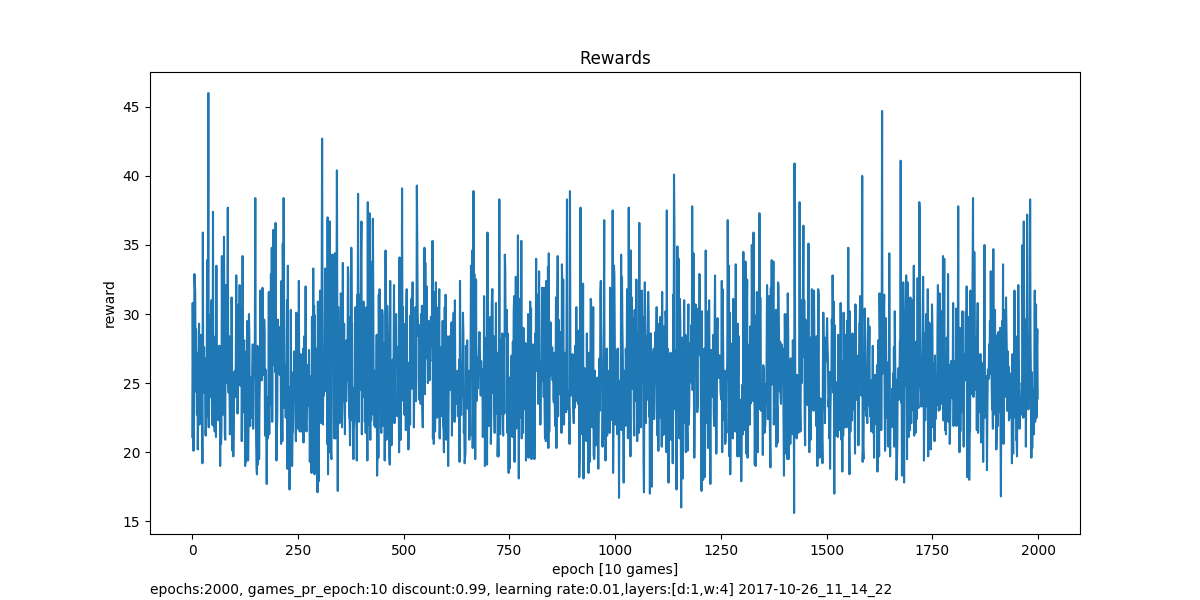 Rewards
45
40
35
30
25
20
15
reward
0 250 500 750 1000 1250 1500 1750 2000
epoch [10 games]
epochs:2000, games_pr_epoch:10 discount:0.99, learning rate:0.01,layers:[d:1,w:4] 2017-10-26_11_14_22